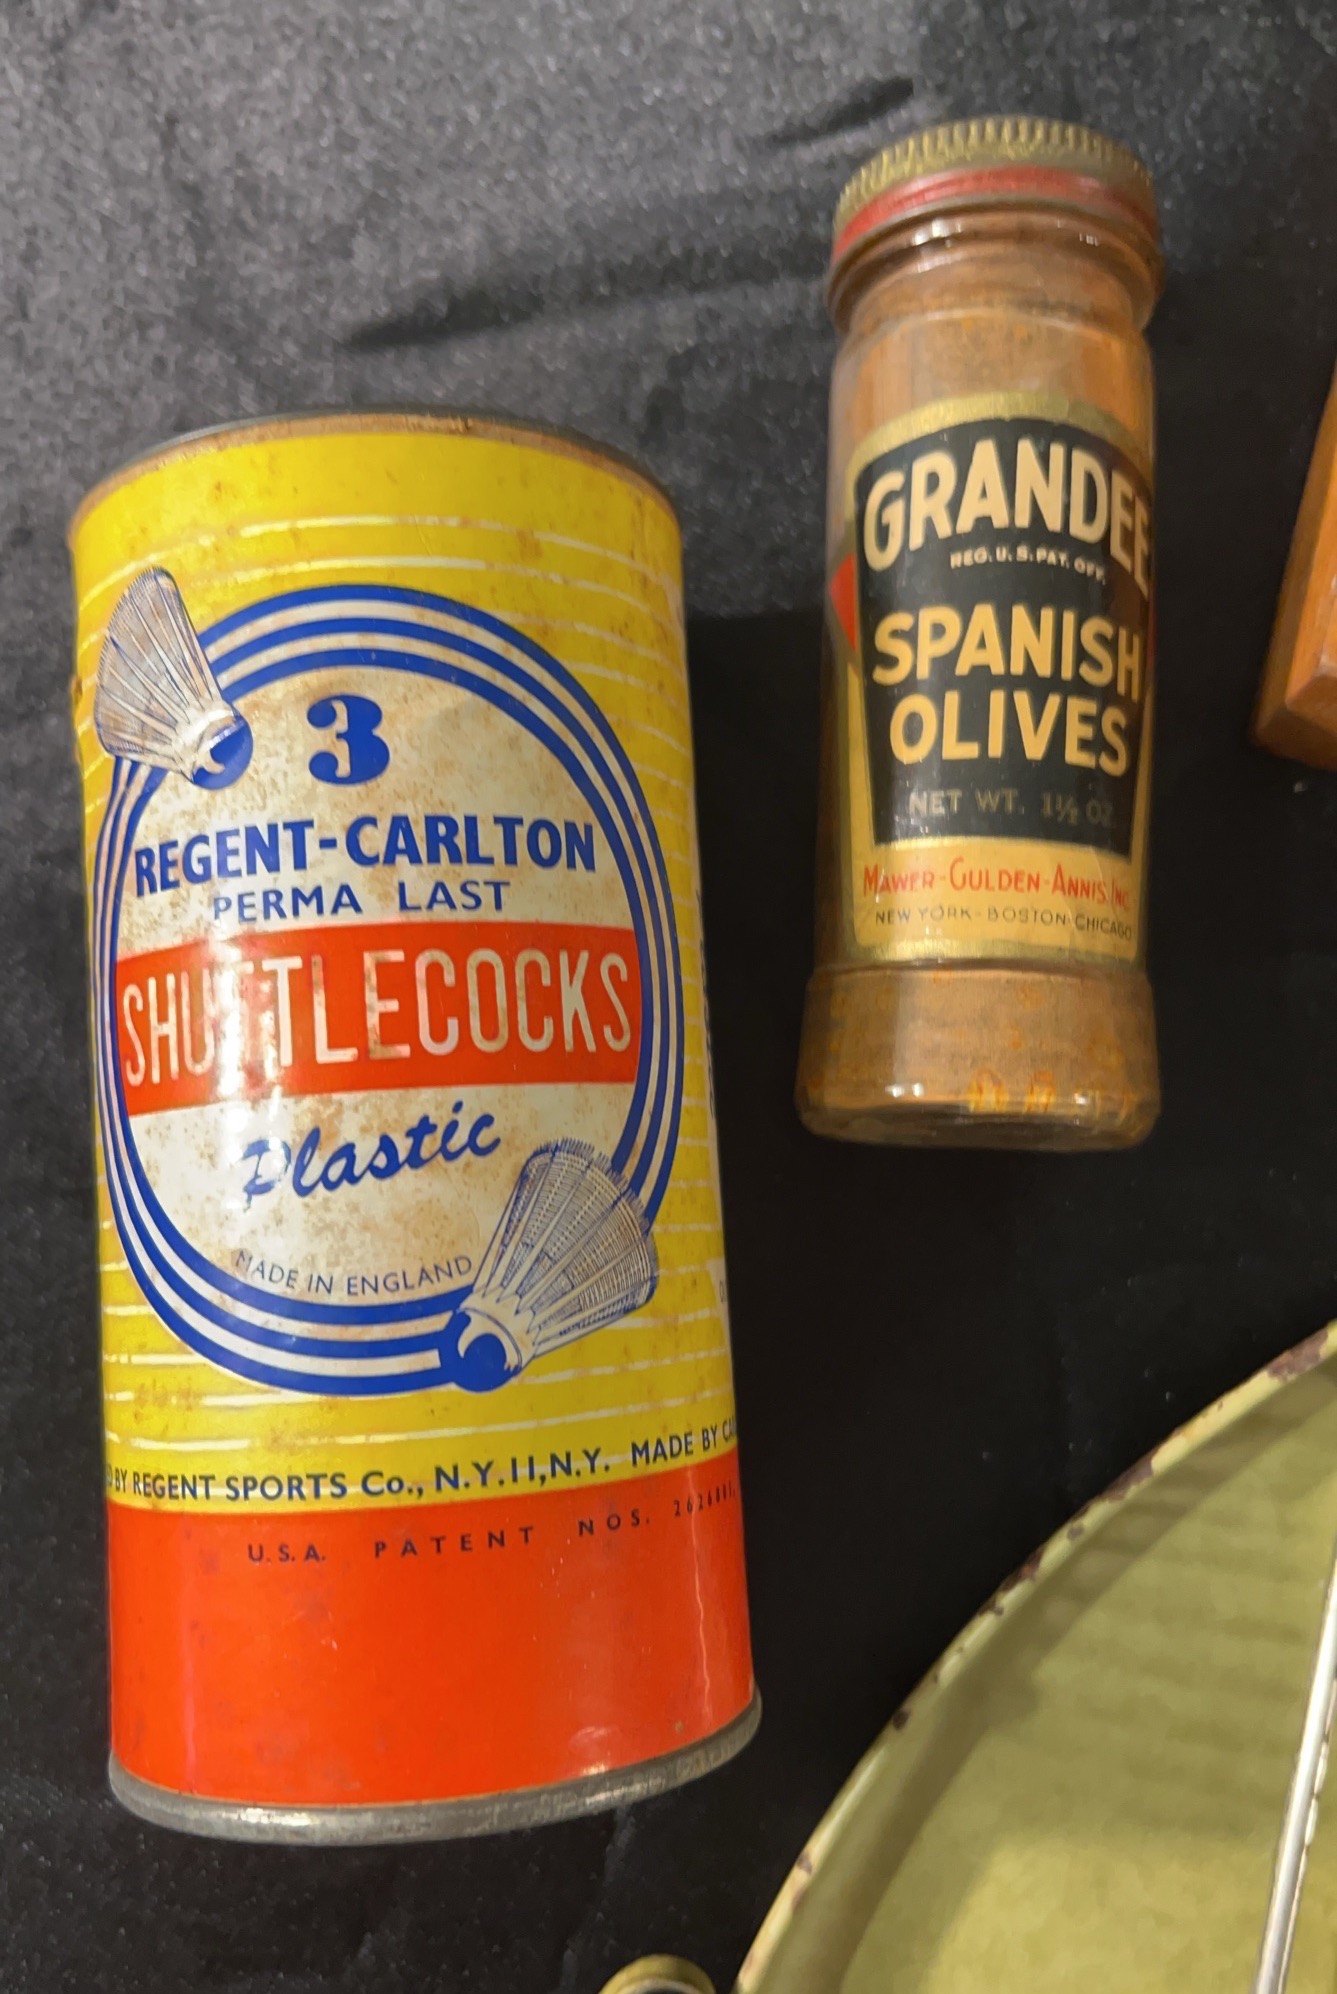 3
REGENT-CARLTON
PERMA LAST
SHUTTLECOCKS
Plastic
MADE IN ENGLAND
BY REGENT SPORTS Co., N.Y.11, N.Y. MADE BY
U.S.A. PATENT NOS.
GRANDEE
REG. U. S. PAT. OFF.
SPANISH
OLIVES
NET WT. 1½ OZ.
MAWER-GULDEN-ANNIS, INC.
NEW YORK-BOSTON-CHICAGO